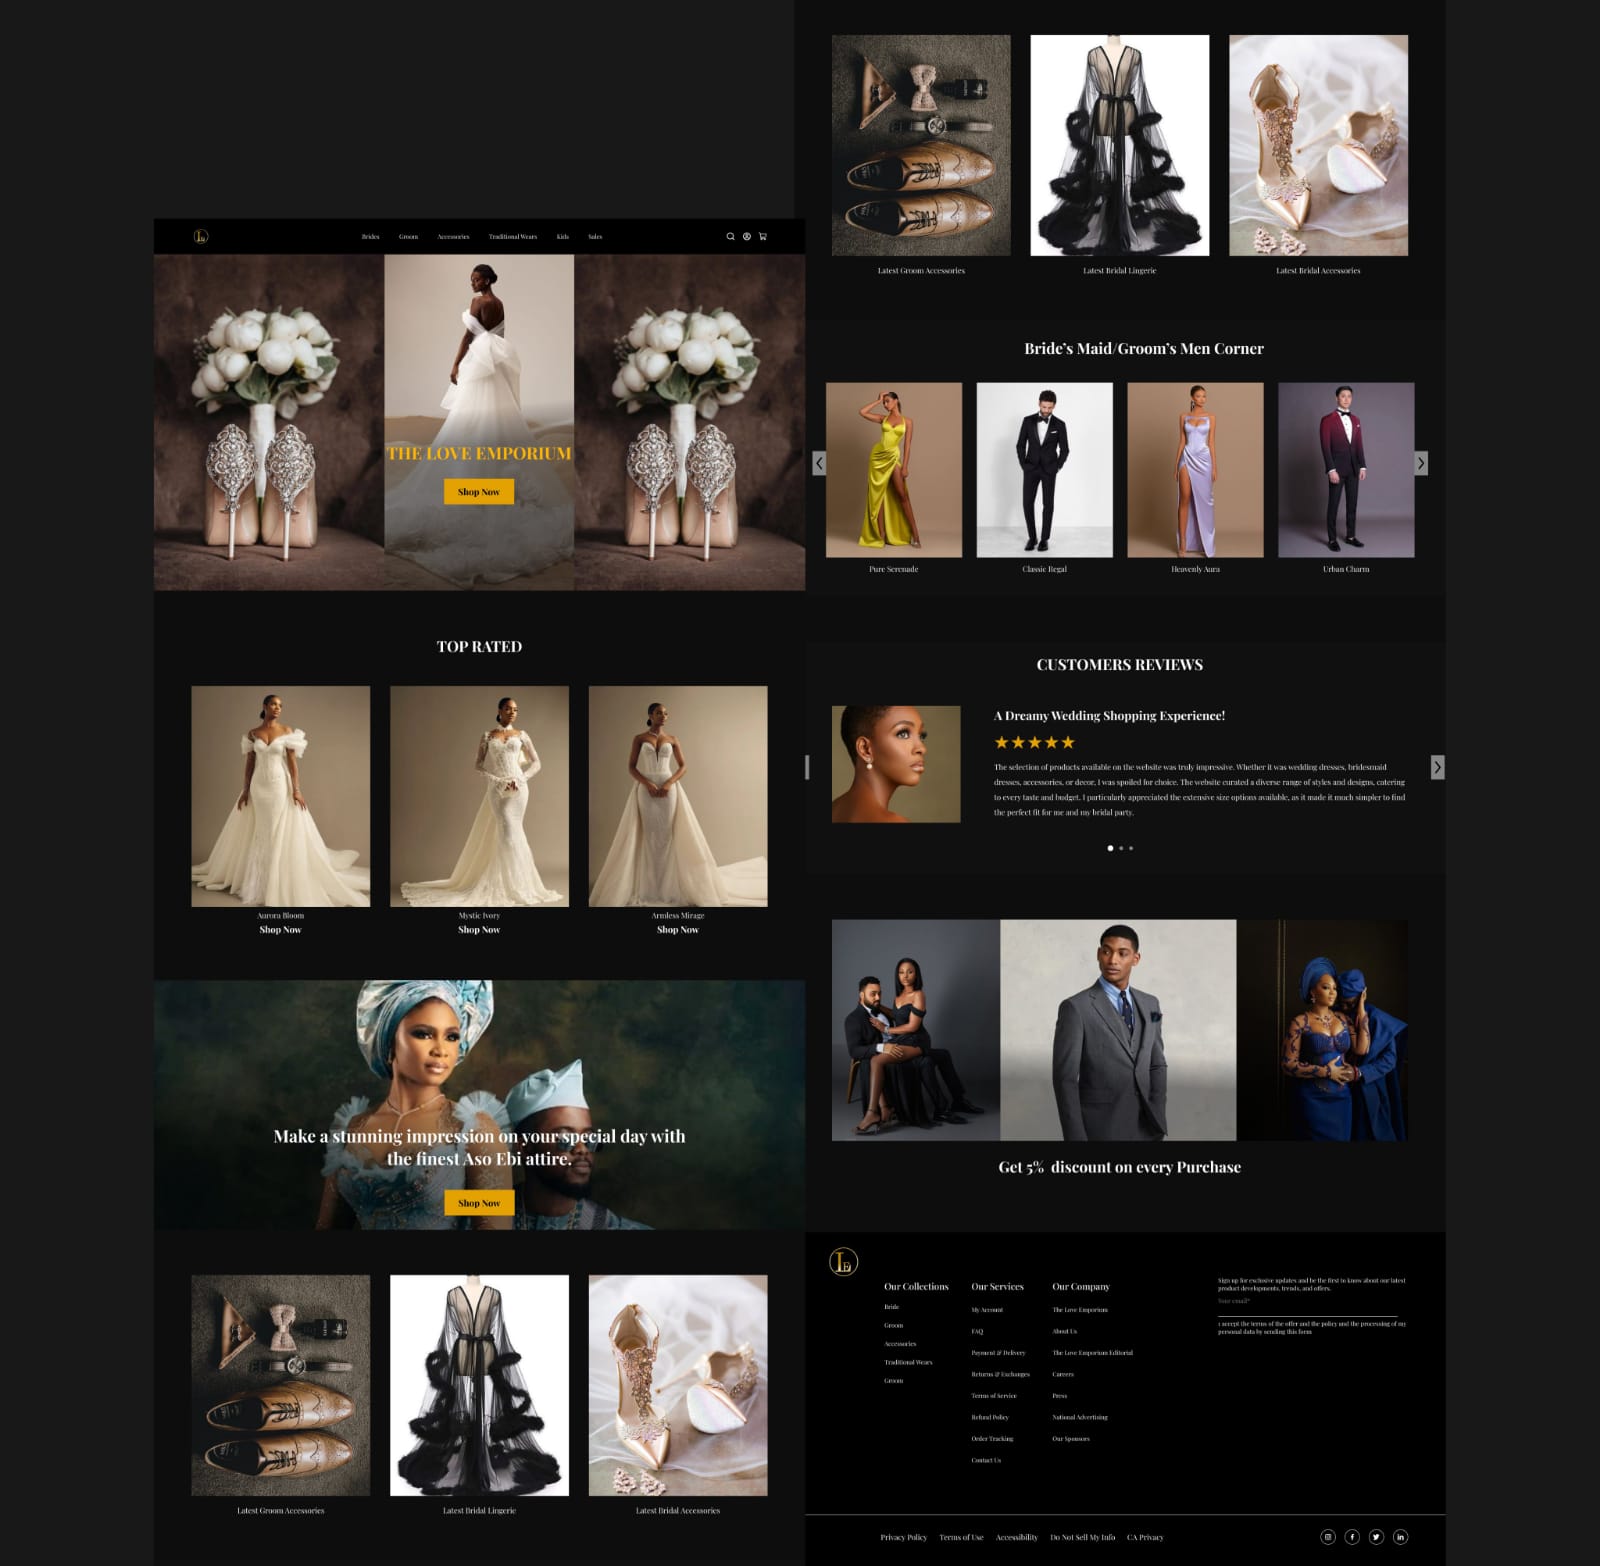 LE
Brides
Groom
Accessories
Traditional Wears
Kids
Sales
THE LOVE EMPORIUM
Shop Now
TOP RATED
Aurora Bloom
Shop Now
Mystic Ivory
Shop Now
Armless Mirage
Shop Now
Make a stunning impression on your special day with
the finest Aso Ebi attire.
Shop Now
Latest Groom Accessories
Latest Bridal Lingerie
Latest Bridal Accessories
Latest Groom Accessories
Latest Bridal Lingerie
Latest Bridal Accessories
Bride's Maid/Groom's Men Corner
Pure Serenade
Classic Regal
Heavenly Aura
Urban Charm
CUSTOMERS REVIEWS
A Dreamy Wedding Shopping Experience!
The selection of products available on the website was truly impressive. Whether it was wedding dresses, bridesmaid
dresses, accessories, or decor, I was spoiled for choice. The website curated a diverse range of styles and designs, catering
to every taste and budget. I particularly appreciated the extensive size options available, as it made it much simpler to find
the perfect fit for me and my bridal party.
Get 5% discount on every Purchase
LE
Our Collections
Bride
Groom
Accessories
Traditional Wears
Groom
Our Services
My Account
FAQ
Payment & Delivery
Returns & Exchanges
Terms of Service
Refund Policy
Order Tracking
Contact Us
Our Company
The Love Emporium
About Us
The Love Emporium Editorial
Careers
Press
National Advertising
Our Sponsors
Sign up for exclusive updates and be the first to know about our latest
product developments, trends, and offers.
Your email*
i accept the terms of the offer and the policy and the processing of my
personal data by sending this form
Privacy Policy
Terms of Use
Accessibility
Do Not Sell My Info
CA Privacy